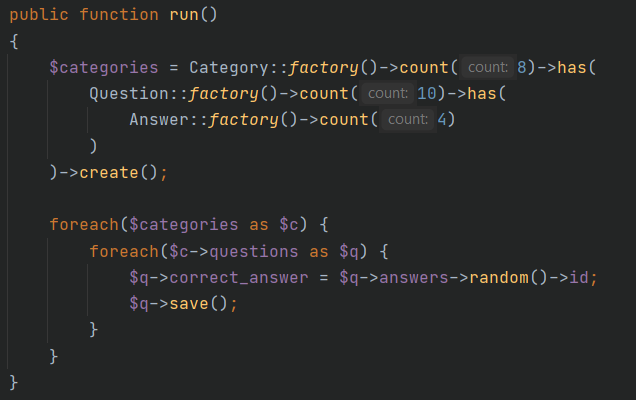 public function run()
{
    $categories = Category::factory()->count( count: 8)->has(
        Question::factory()->count( count: 10)->has(
            Answer::factory()->count( count: 4)
        )
    )->create();

    foreach($categories as $c) {
        foreach($c->questions as $q) {
            $q->correct_answer = $q->answers->random()->id;
            $q->save();
        }
    }
}